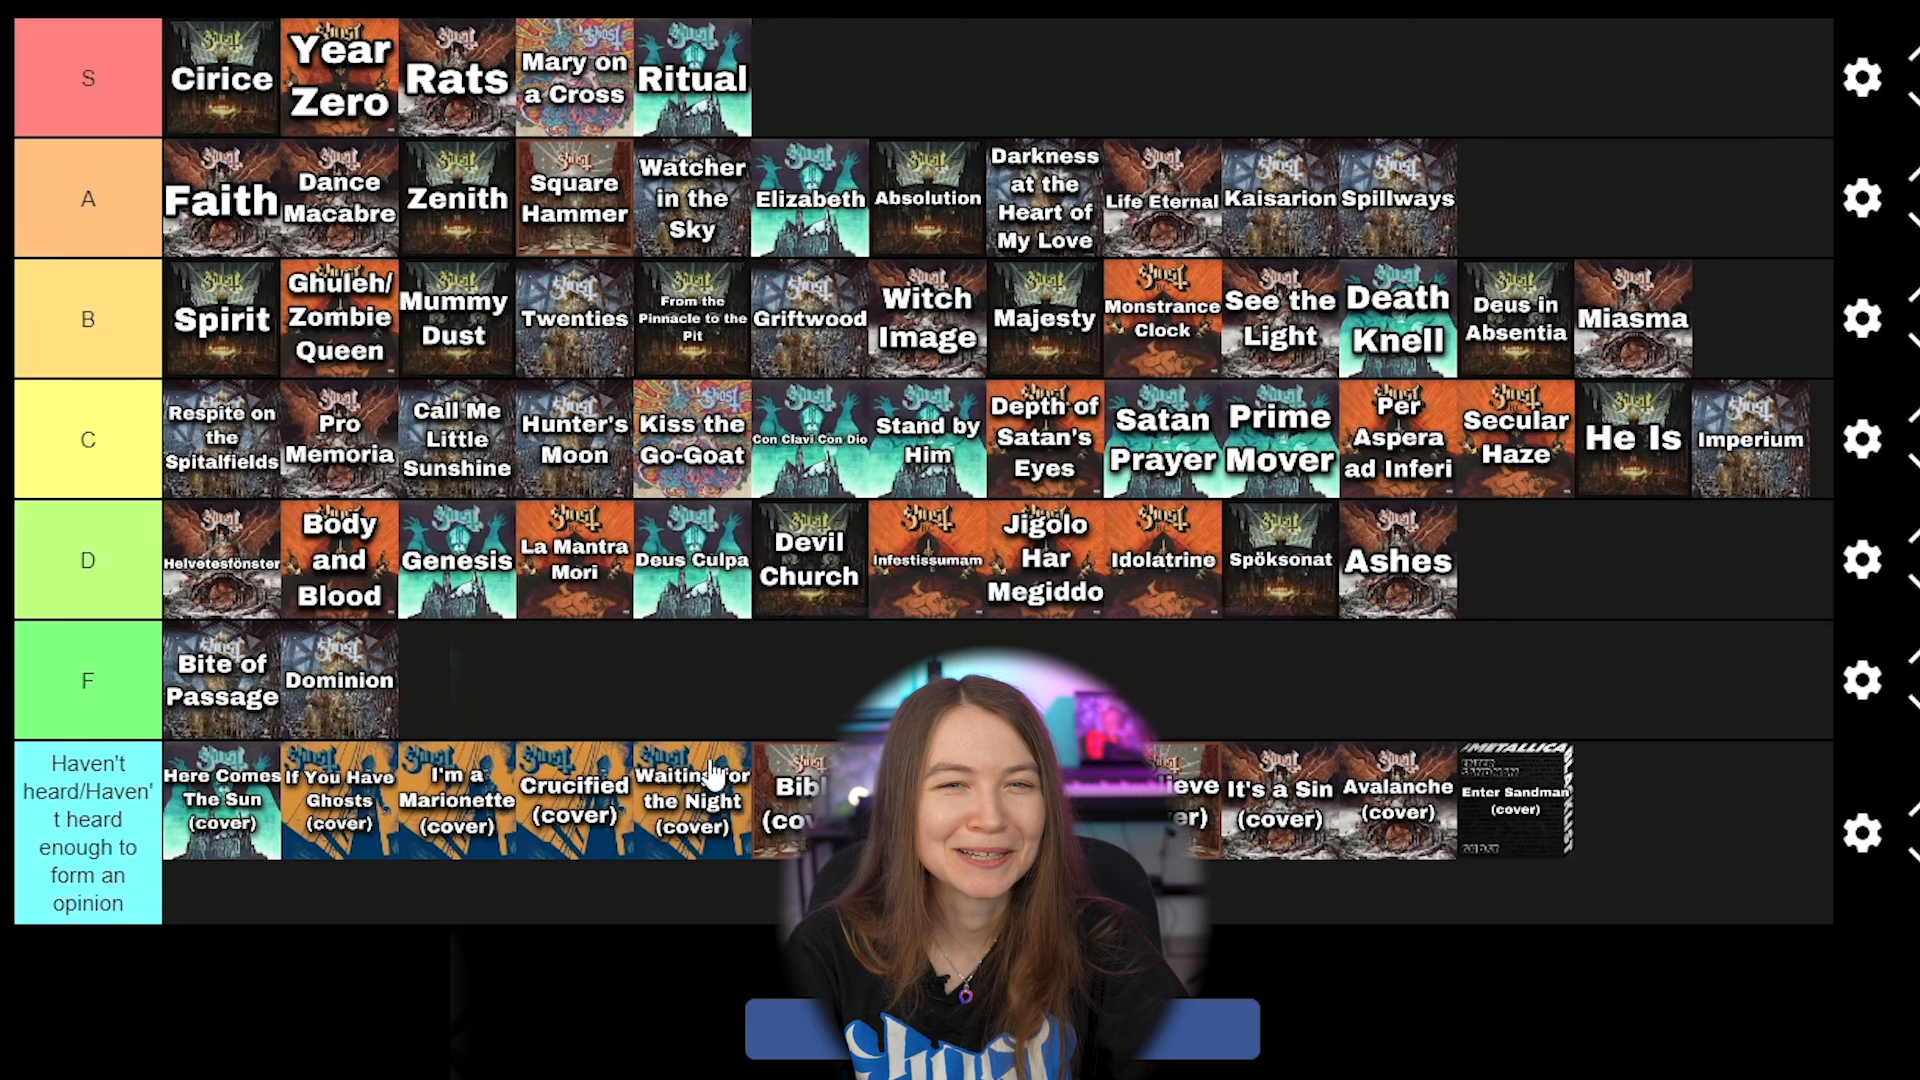 S
Cirice
Year
Zero
Rats
Mary on
a Cross
Ritual
A
Faith
Dance
Macabre
Zenith
Square
Hammer
Watcher
in the
Sky
Elizabeth
Absolution
Darkness
at the
Heart of
My Love
Life Eternal
Kaisarion
Spillways
B
Spirit
Ghuleh/
Zombie
Queen
Mummy
Dust
Twenties
From the
Pinnacle to the
Pit
Griftwood
Witch
Image
Majesty
Monstrance
Clock
See the
Light
Death
Knell
Deus in
Absentia
Miasma
C
Respite on
the
Spitalfields
Pro
Memoria
Call Me
Little
Sunshine
Hunter's
Moon
Kiss the
Go-Goat
Con Clavi Con Dio
Stand by
Him
Depth of
Satan's
Eyes
Satan
Prayer
Prime
Mover
Per
Aspera
ad Inferi
Secular
Haze
He Is
Imperium
D
Helvetesfönster
Body
and
Blood
Genesis
La Mantra
Mori
Deus Culpa
Devil
Church
Infestissumam
Jigolo
Har
Megiddo
Idolatrine
Spöksonat
Ashes
F
Bite of
Passage
Dominion
Haven't
heard/Haven'
t heard
enough to
form an
opinion
Here Comes
The Sun
(cover)
If You Have
Ghosts
(cover)
I'm a
Marionette
(cover)
Crucified
(cover)
Waiting for
the Night
(cover)
It's a Sin
(cover)
Avalanche
(cover)
METALLICA
ENTER
SANDMAN
Enter Sandman
(cover)
GHOST
Ghost